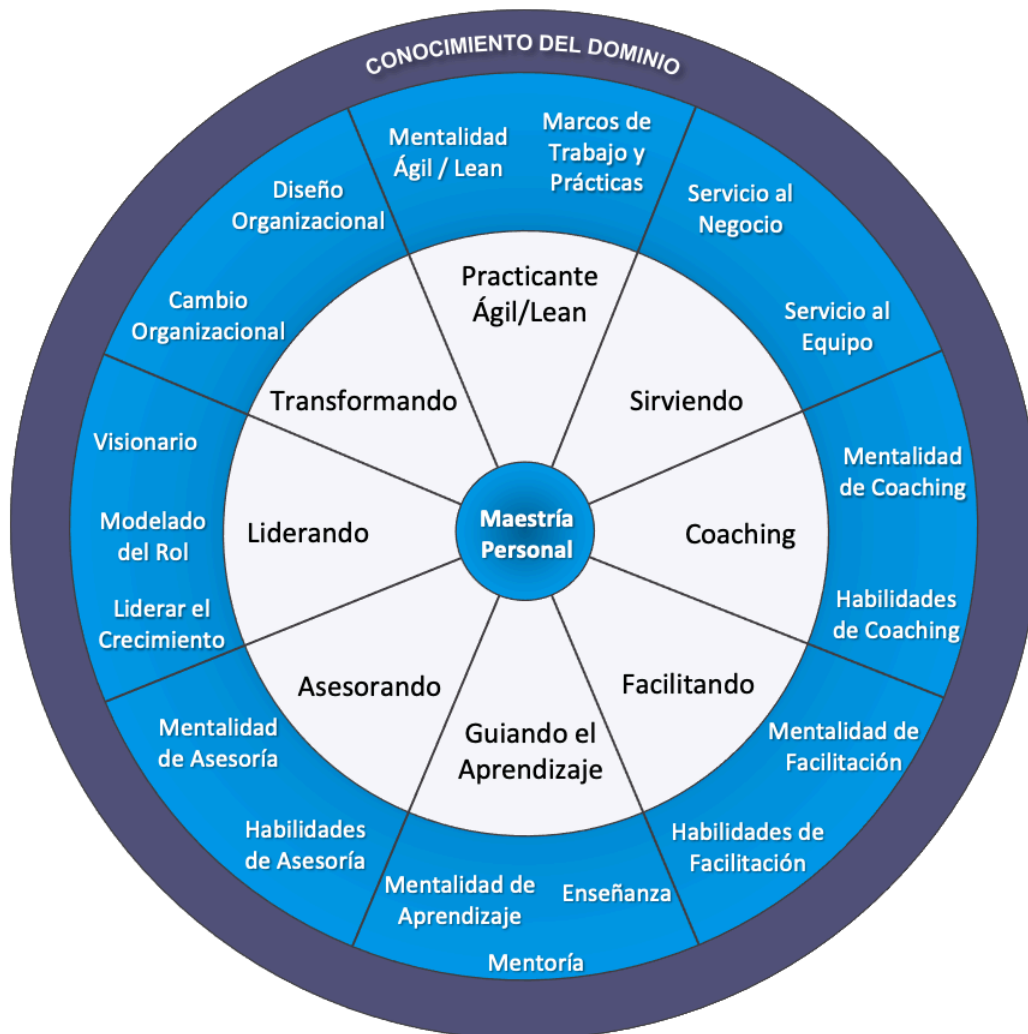 CONOCIMIENTO DEL DOMINIO
Mentalidad
Ágil / Lean
Marcos de
Trabajo y
Prácticas
Servicio al
Negocio
Servicio al
Equipo
Mentalidad
de Coaching
Habilidades
de Coaching
Mentalidad de
Facilitación
Habilidades de
Facilitación
Enseñanza
Mentoría
Mentalidad de
Aprendizaje
Habilidades
de Asesoría
Mentalidad
de Asesoría
Liderar el
Crecimiento
Modelado
del Rol
Visionario
Cambio
Organizacional
Diseño
Organizacional
Practicante
Ágil/Lean
Sirviendo
Coaching
Facilitando
Guiando el
Aprendizaje
Asesorando
Liderando
Transformando
Maestría
Personal